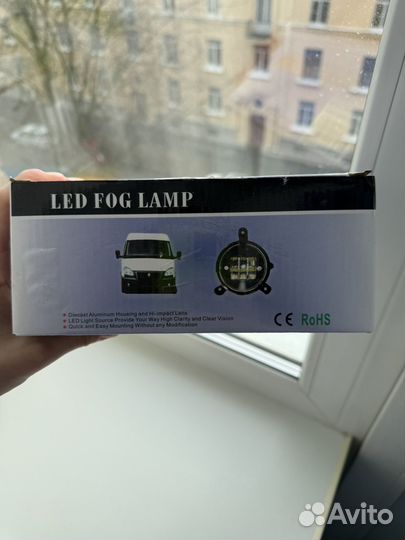 LED FOG LAMP
Diecast Aluminum Housing and Hi-impact Lens
LED Light Source Provide Your Way High Clarity and Clear Vision
Quick and Easy Mounting Without any Modification
CE RoHS
Avito